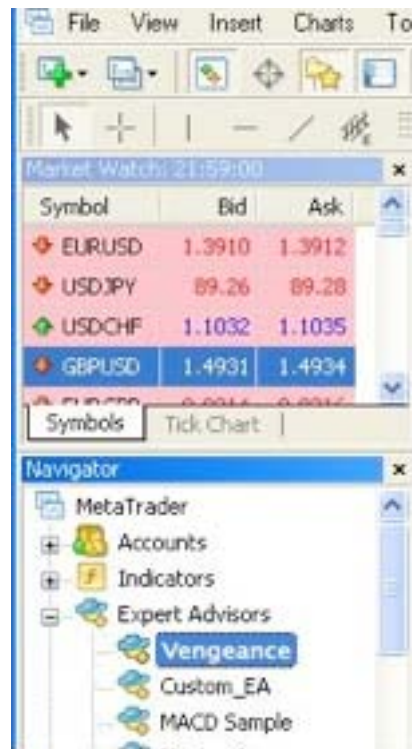 File View Insert Charts To
Market Watch: 21:59:00
Symbol Bid Ask
EURUSD 1.3910 1.3912
USDJPY 89.26 89.28
USDCHF 1.1032 1.1035
GBPUSD 1.4931 1.4934
Symbols Tick Chart
Navigator
MetaTrader
Accounts
Indicators
Expert Advisors
Vengeance
Custom_EA
MACD Sample